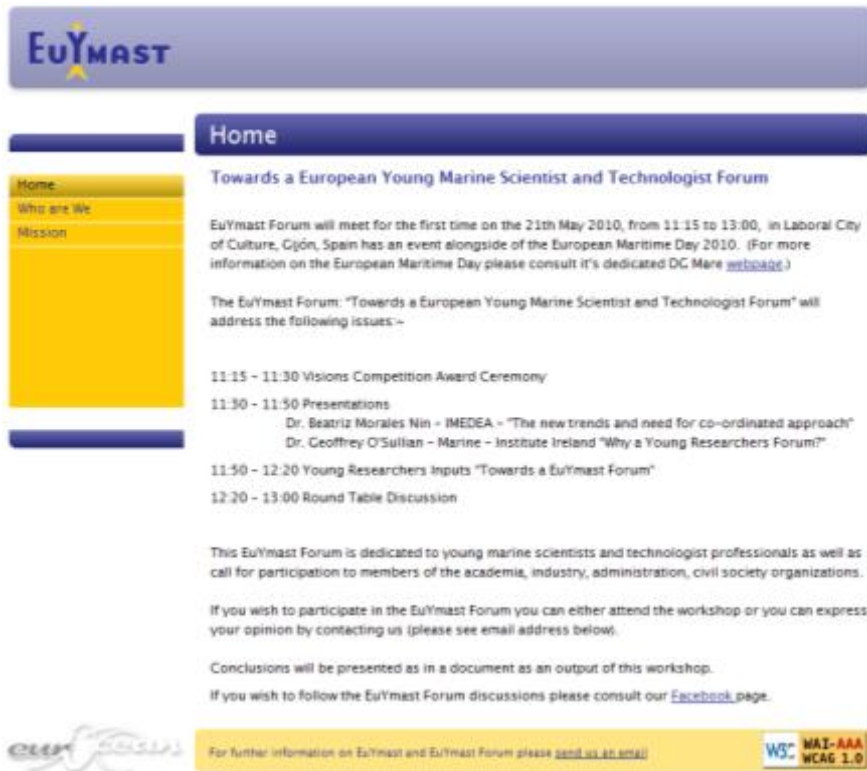 EuYmast
Home
Home
Who are We
Mission
Towards a European Young Marine Scientist and Technologist Forum
EuYmast Forum will meet for the first time on the 21th May 2010, from 11:15 to 13:00, in Laboral City
of Culture, Gijón, Spain has an event alongside of the European Maritime Day 2010. (For more
information on the European Maritime Day please consult it's dedicated DG Mare webpage.)
The EuYmast Forum: "Towards a European Young Marine Scientist and Technologist Forum" will
address the following issues:~
11:15 – 11:30 Visions Competition Award Ceremony
11:30 – 11:50 Presentations
Dr. Beatriz Morales Nin – IMEDEA – "The new trends and need for co-ordinated approach"
Dr. Geoffrey O'Sullian – Marine – Institute Ireland "Why a Young Researchers Forum?"
11:50 – 12:20 Young Researchers Inputs "Towards a EuYmast Forum"
12:20 – 13:00 Round Table Discussion
This EuYmast Forum is dedicated to young marine scientists and technologist professionals as well as
call for participation to members of the academia, industry, administration, civil society organizations.
If you wish to participate in the EuYmast Forum you can either attend the workshop or you can express
your opinion by contacting us (please see email address below).
Conclusions will be presented as in a document as an output of this workshop.
If you wish to follow the EuYmast Forum discussions please consult our Facebook page.
eurOcean
For further information on EuYmast and EuYmast Forum please send us an email
W3C WAI-AAA
WCAG 1.0